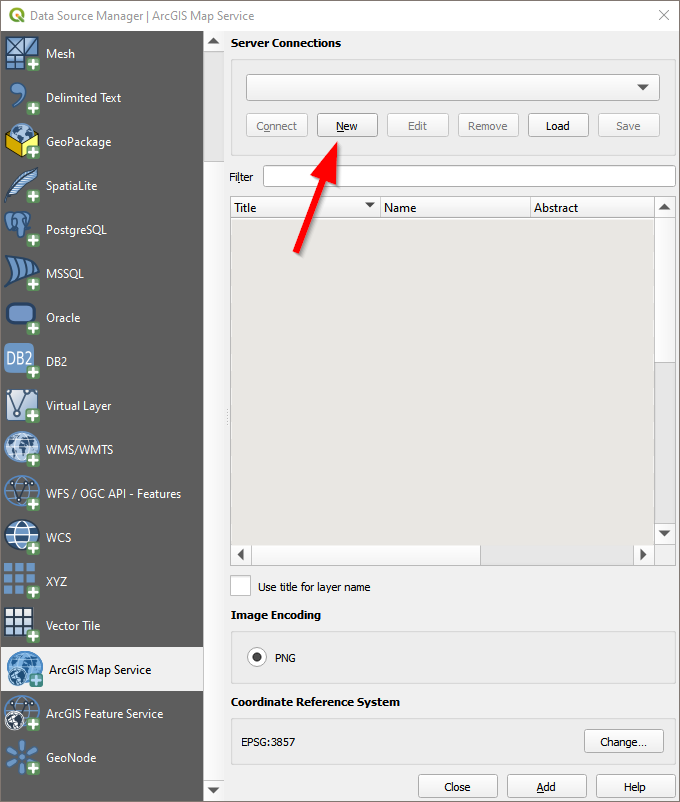 Data Source Manager | ArcGIS Map Service
Mesh
Delimited Text
GeoPackage
SpatiaLite
PostgreSQL
MSSQL
Oracle
DB2
DB2
Virtual Layer
WMS/WMTS
WFS / OGC API - Features
WCS
XYZ
Vector Tile
ArcGIS Map Service
ArcGIS Feature Service
GeoNode
Server Connections
Connect New Edit Remove Load Save
Filter
Title Name Abstract
Use title for layer name
Image Encoding
PNG
Coordinate Reference System
EPSG:3857 Change...
Close Add Help